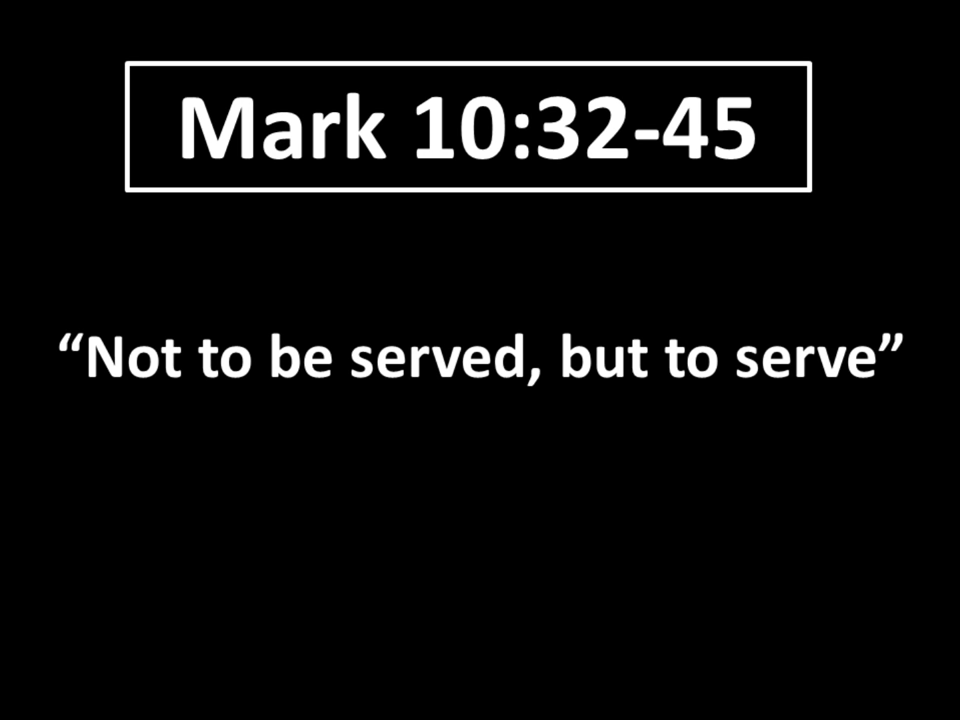 Mark 10:32-45
“Not to be served, but to serve”